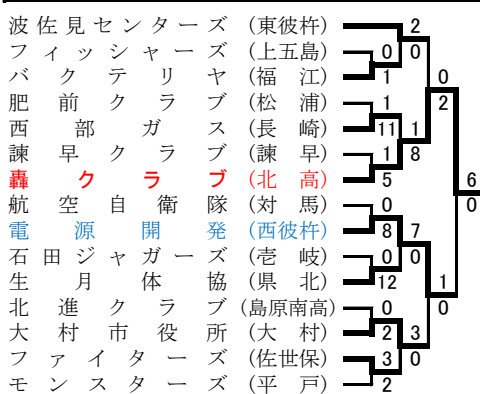 波佐見センターズ (東彼杵) 2
フィッシャーズ (上五島) 0 0
バクテリヤ (福江) 1 0
肥前クラブ (松浦) 1 2
西部ガス (長崎) 11 1
諫早クラブ (諫早) 1 8
轟クラブ (北高) 5 6
航空自衛隊 (対馬) 0 0
電源開発 (西彼杵) 8 7
石田ジャガーズ (壱岐) 0 0
生月体協 (県北) 12 1
北進クラブ (島原南高) 0 0
大村市役所 (大村) 2 3
ファイターズ (佐世保) 3 0
モンスターズ (平戸) 2